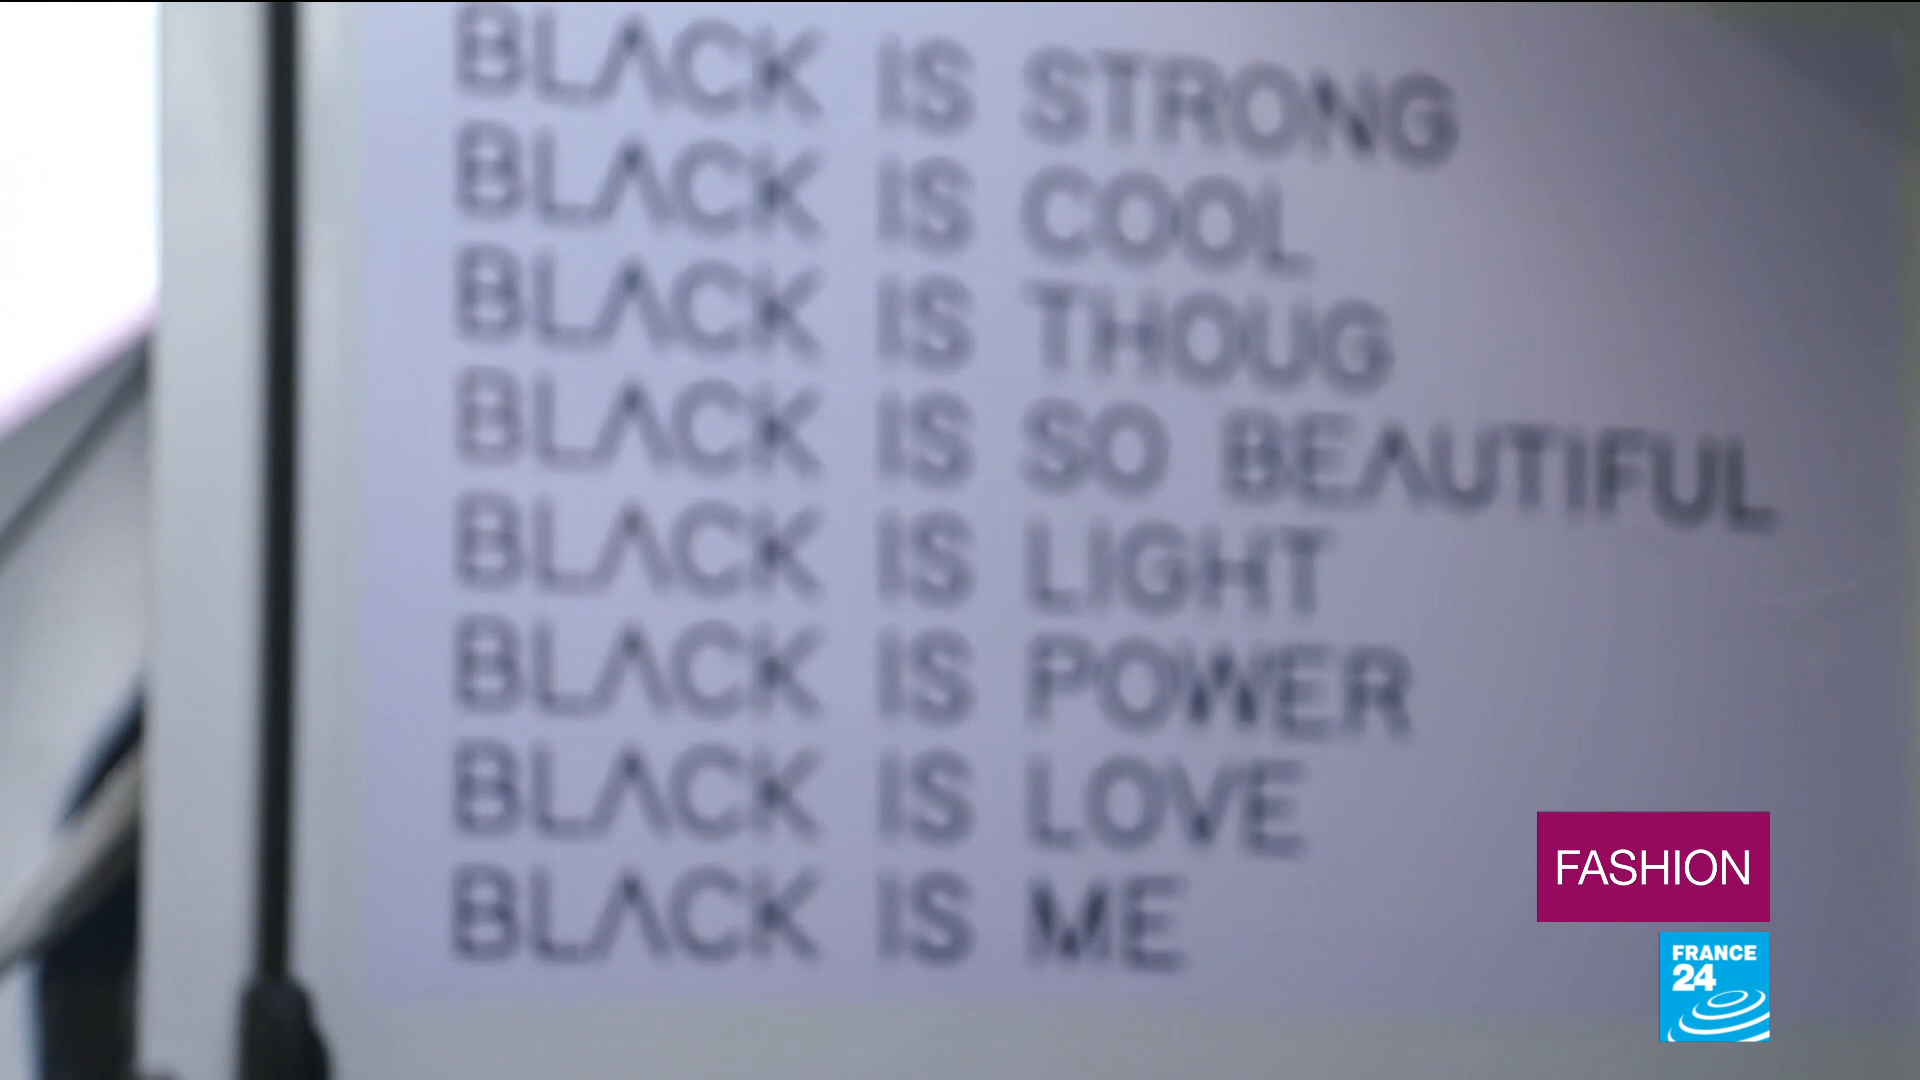 BLACK IS STRONG
BLACK IS COOL
BLACK IS THOUG
BLACK IS SO BEAUTIFUL
BLACK IS LIGHT
BLACK IS POWER
BLACK IS LOVE
BLACK IS ME
FASHION
FRANCE
24